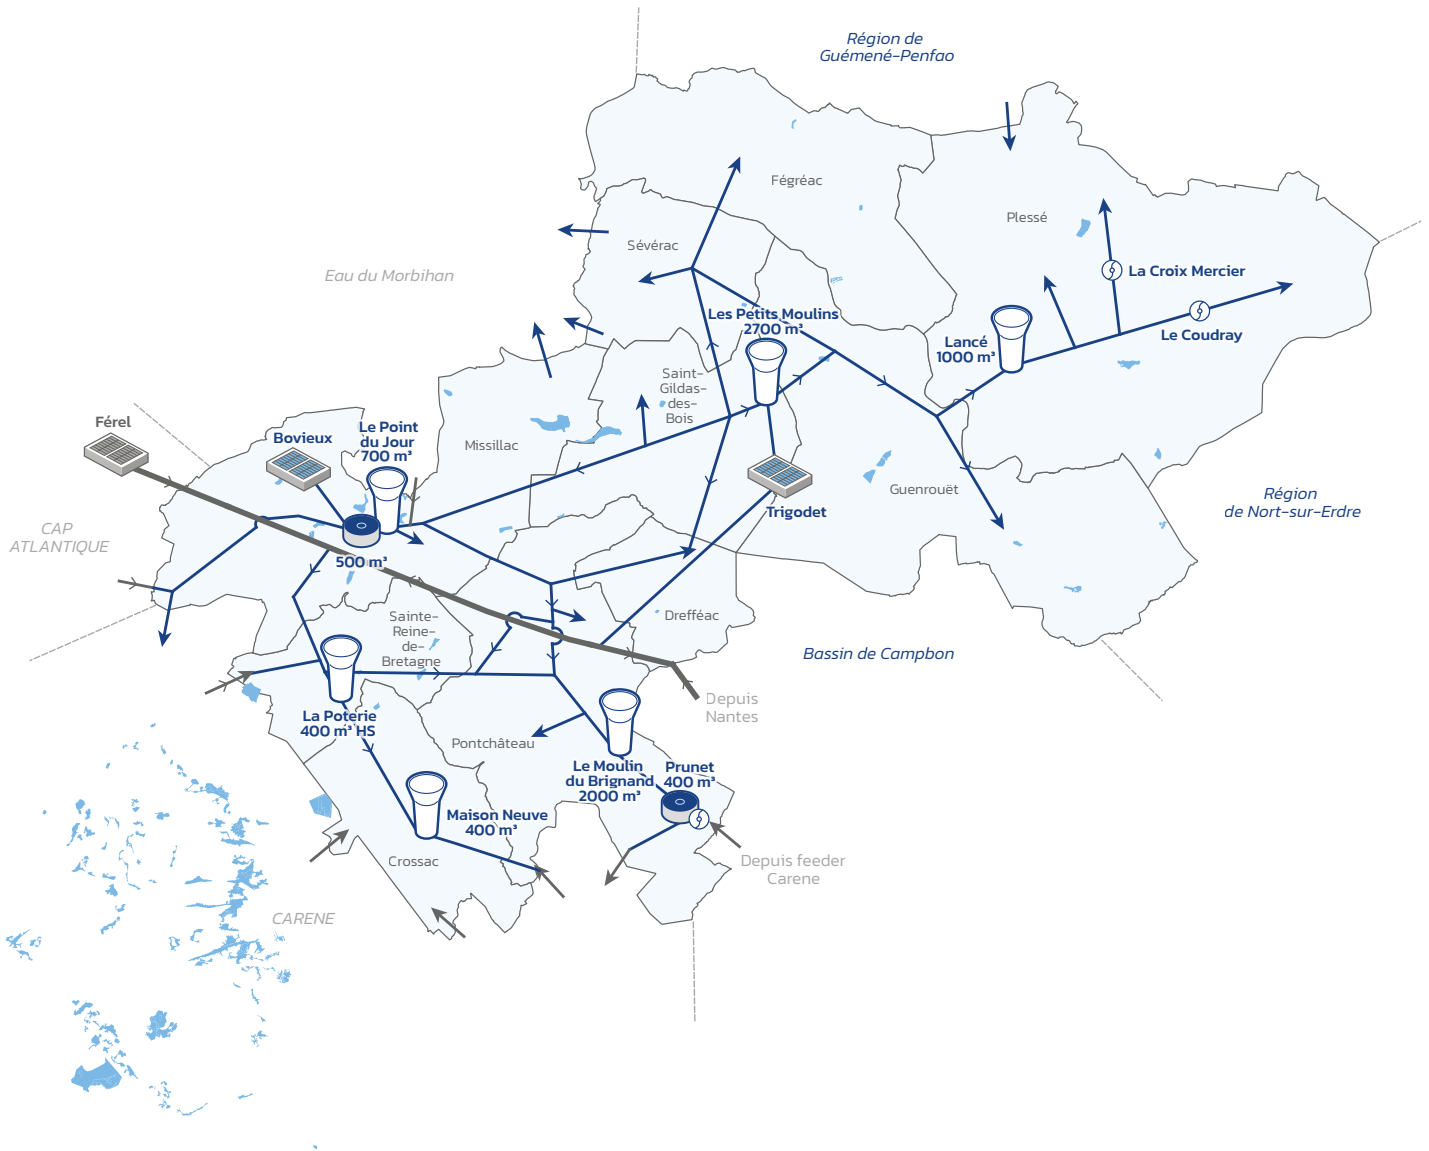 Région de
Guémené-Penfao
Fégréac
Plessé
Sévérac
Eau du Morbihan
La Croix Mercier
Les Petits Moulins
2700 m³
Le Coudray
Lancé
1000 m³
Saint-
Gildas-
des-
Bois
Férel
Bovieux
Le Point
du Jour
700 m³
Missillac
Guenrouët
Région
de Nort-sur-Erdre
Trigodet
CAP
ATLANTIQUE
500 m³
Sainte-
Reine-
de-
Bretagne
Drefféac
Bassin de Campbon
Depuis
Nantes
La Poterie
400 m³ HS
Pontchâteau
Le Moulin
du Brignand
2000 m³
Prunet
400 m³
Maison Neuve
400 m³
Crossac
Depuis feeder
Carene
CARENE